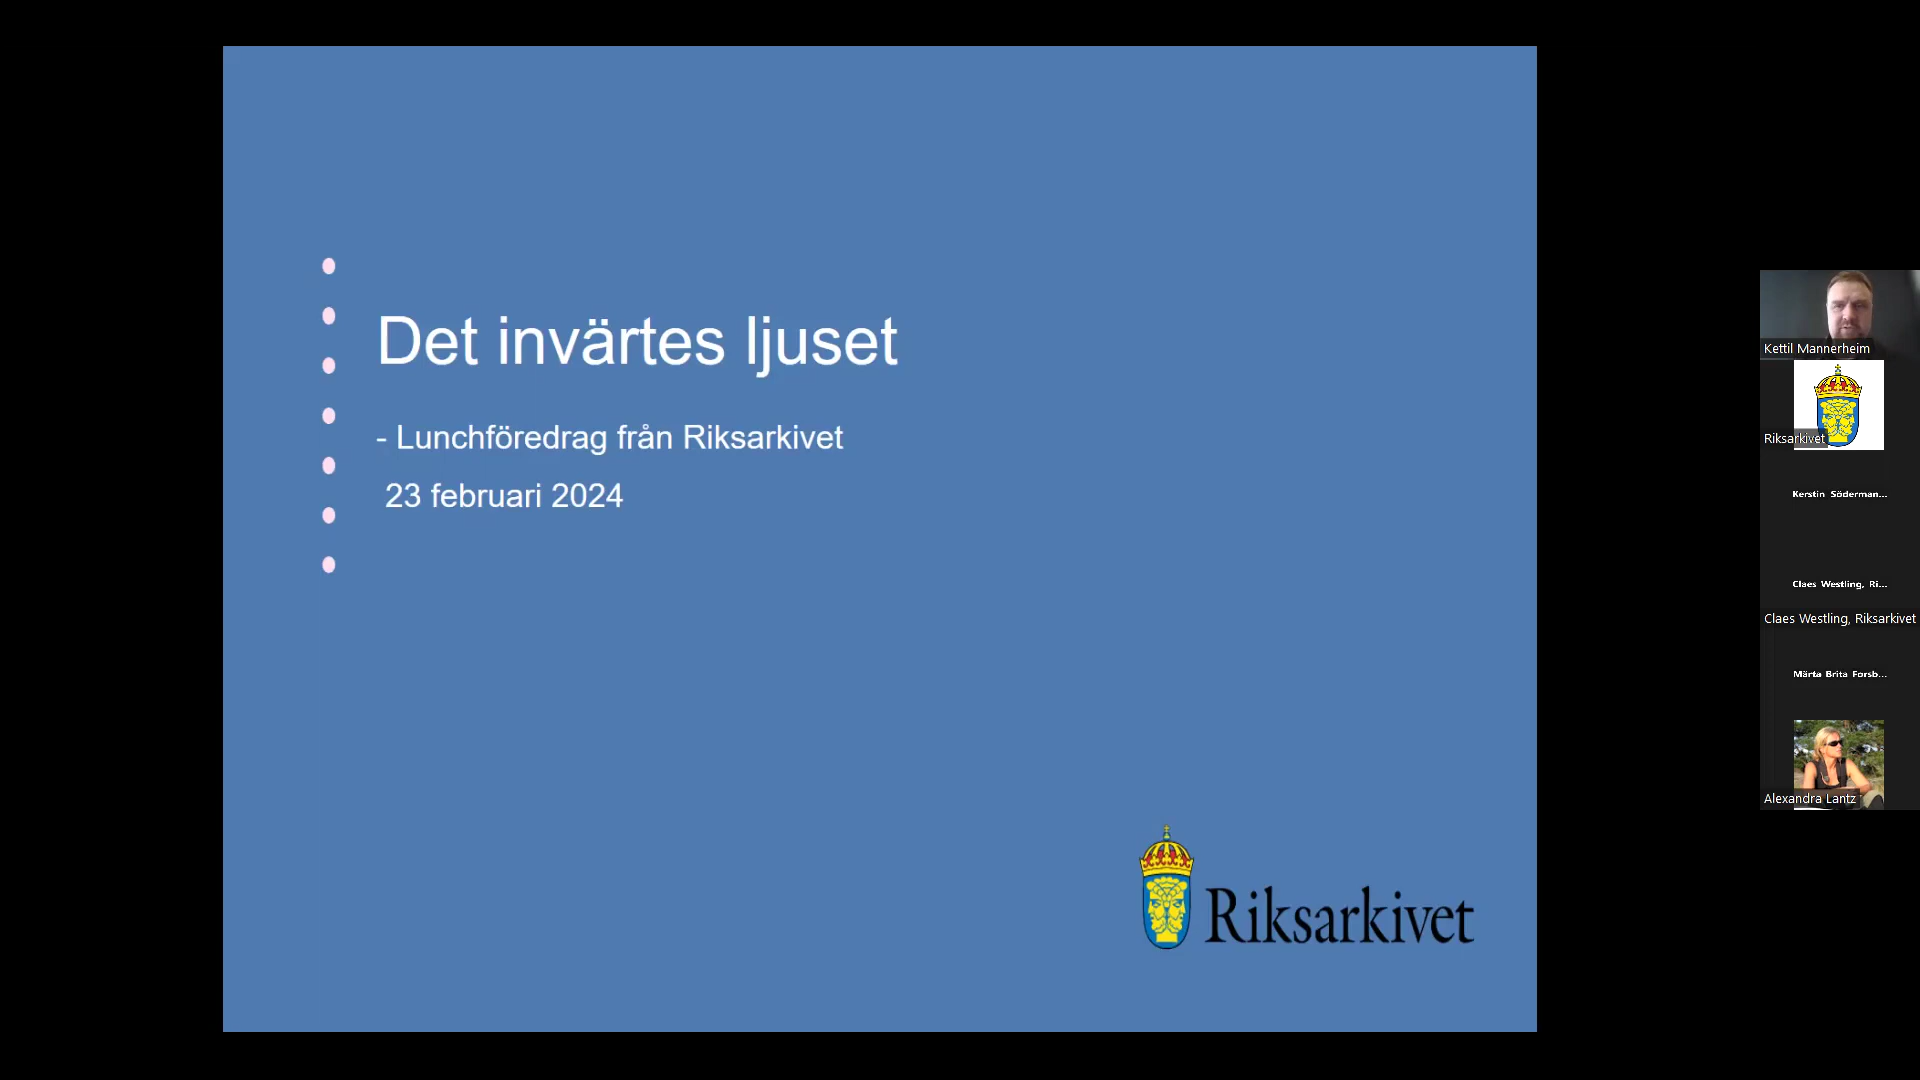 Det invärtes ljuset
- Lunchföredrag från Riksarkivet
23 februari 2024
Riksarkivet
Kettil Mannerheim
Riksarkivet
Kerstin Söderman...
Claes Westling, Ri...
Claes Westling, Riksarkivet
Märta Brita Forsb...
Alexandra Lantz